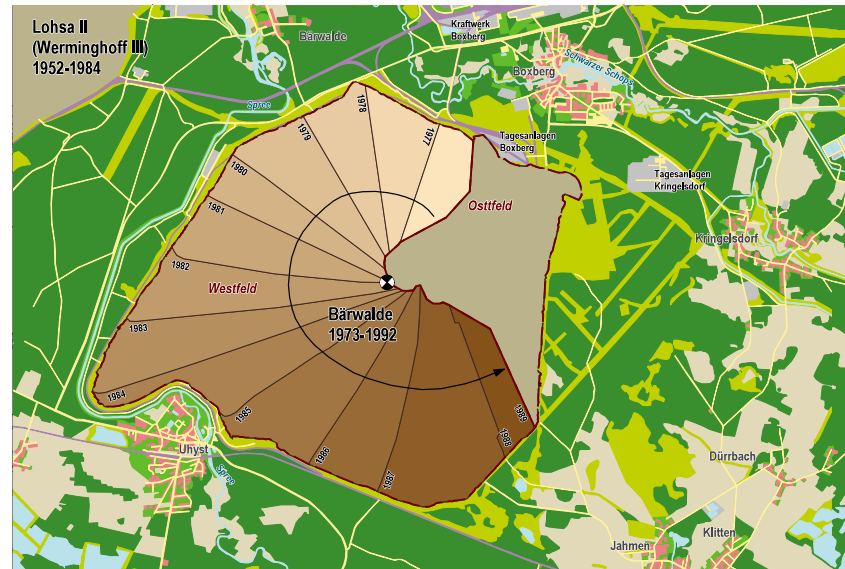 Lohsa II
(Werminghoff III)
1952-1984
Bärwalde
Kraftwerk
Boxberg
Boxberg
Schwarzer Schöps
Spree
1978
1979
1977
Tagesanlagen
Boxberg
1980
Tagesanlagen
Kringelsdorf
1981
Osttfeld
Kringelsdorf
1982
Westfeld
Bärwalde
1973-1992
1983
1984
1985
1989
1988
Uhyst
1986
1987
Spree
Dürrbach
Klitten
Jahmen